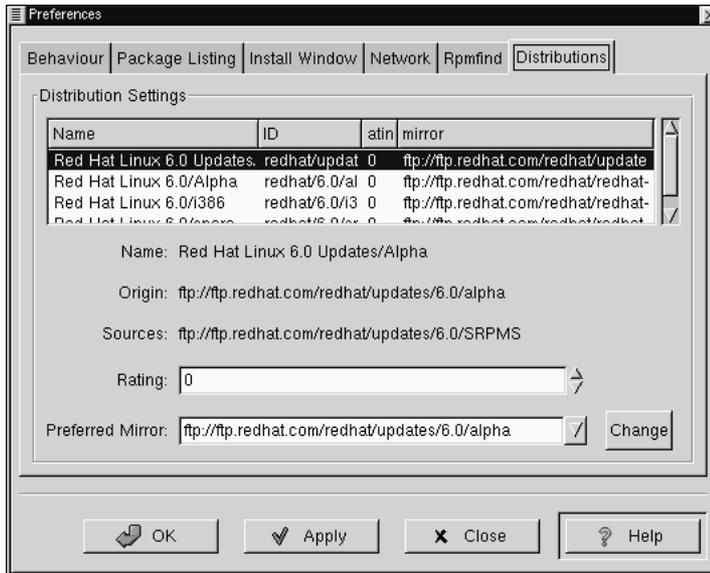 Preferences
Behaviour Package Listing Install Window Network Rpmfind Distributions
Distribution Settings
Name ID atin mirror
Red Hat Linux 6.0 Updates. redhat/updat 0 ftp://ftp.redhat.com/redhat/update
Red Hat Linux 6.0/Alpha redhat/6.0/al 0 ftp://ftp.redhat.com/redhat/redhat-
Red Hat Linux 6.0/i386 redhat/6.0/i3 0 ftp://ftp.redhat.com/redhat/redhat-
Name: Red Hat Linux 6.0 Updates/Alpha
Origin: ftp://ftp.redhat.com/redhat/updates/6.0/alpha
Sources: ftp://ftp.redhat.com/redhat/updates/6.0/SRPMS
Rating: 0
Preferred Mirror: ftp://ftp.redhat.com/redhat/updates/6.0/alpha Change
OK Apply Close Help